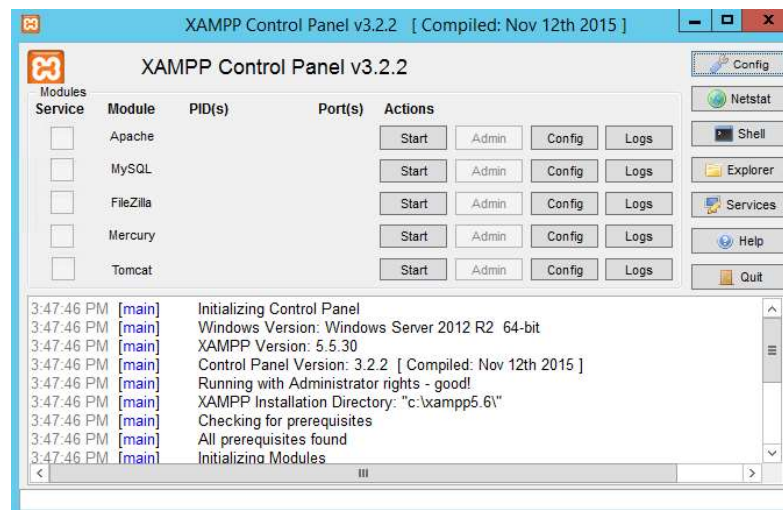 XAMPP Control Panel v3.2.2 [ Compiled: Nov 12th 2015 ]
XAMPP Control Panel v3.2.2
Config
Modules
Service Module PID(s) Port(s) Actions
Netstat
Apache Start Admin Config Logs
Shell
MySQL Start Admin Config Logs
Explorer
FileZilla Start Admin Config Logs
Services
Mercury Start Admin Config Logs
Help
Tomcat Start Admin Config Logs
Quit
3:47:46 PM [main] Initializing Control Panel
3:47:46 PM [main] Windows Version: Windows Server 2012 R2 64-bit
3:47:46 PM [main] XAMPP Version: 5.5.30
3:47:46 PM [main] Control Panel Version: 3.2.2 [ Compiled: Nov 12th 2015 ]
3:47:46 PM [main] Running with Administrator rights - good!
3:47:46 PM [main] XAMPP Installation Directory: "c:\xampp5.6\"
3:47:46 PM [main] Checking for prerequisites
3:47:46 PM [main] All prerequisites found
3:47:46 PM [main] Initializing Modules